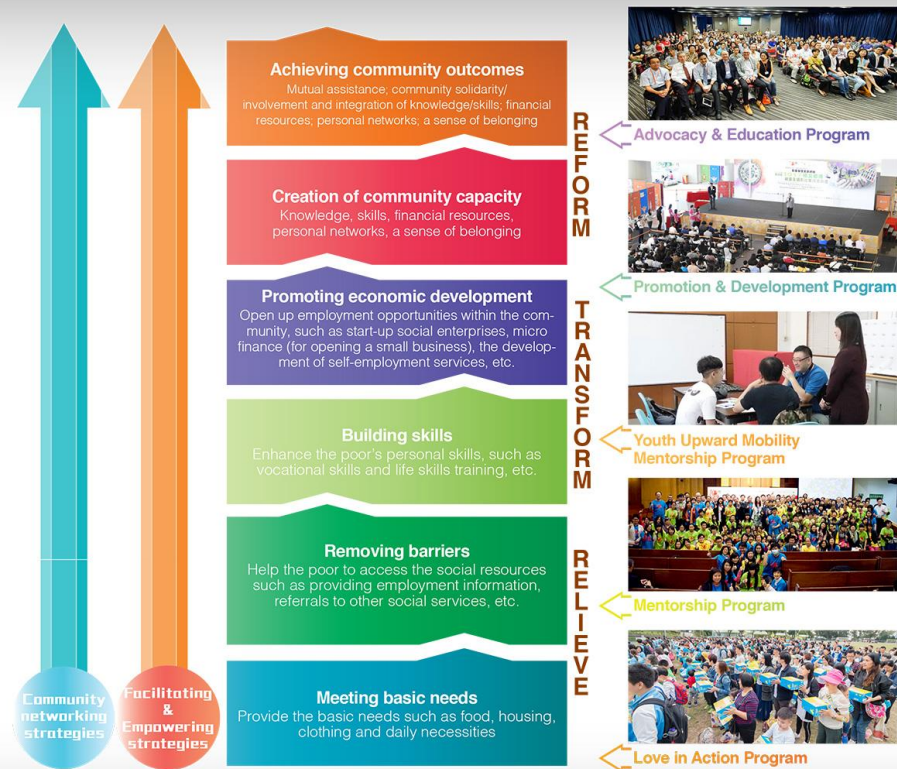 Achieving community outcomes
Mutual assistance; community solidarity/
involvement and integration of knowledge/skills; financial
resources; personal networks; a sense of belonging
Creation of community capacity
Knowledge, skills, financial resources,
personal networks, a sense of belonging
REFORM
Promoting economic development
Open up employment opportunities within the com-
munity, such as start-up social enterprises, micro
finance (for opening a small business), the develop-
ment of self-employment services, etc.
Building skills
Enhance the poor's personal skills, such as
vocational skills and life skills training, etc.
TRANSFORM
Removing barriers
Help the poor to access the social resources
such as providing employment information,
referrals to other social services, etc.
Meeting basic needs
Provide the basic needs such as food, housing,
clothing and daily necessities
RELIEVE
Community
networking
strategies
Facilitating
&
Empowering
strategies
Advocacy & Education Program
Promotion & Development Program
Youth Upward Mobility
Mentorship Program
Mentorship Program
Love in Action Program